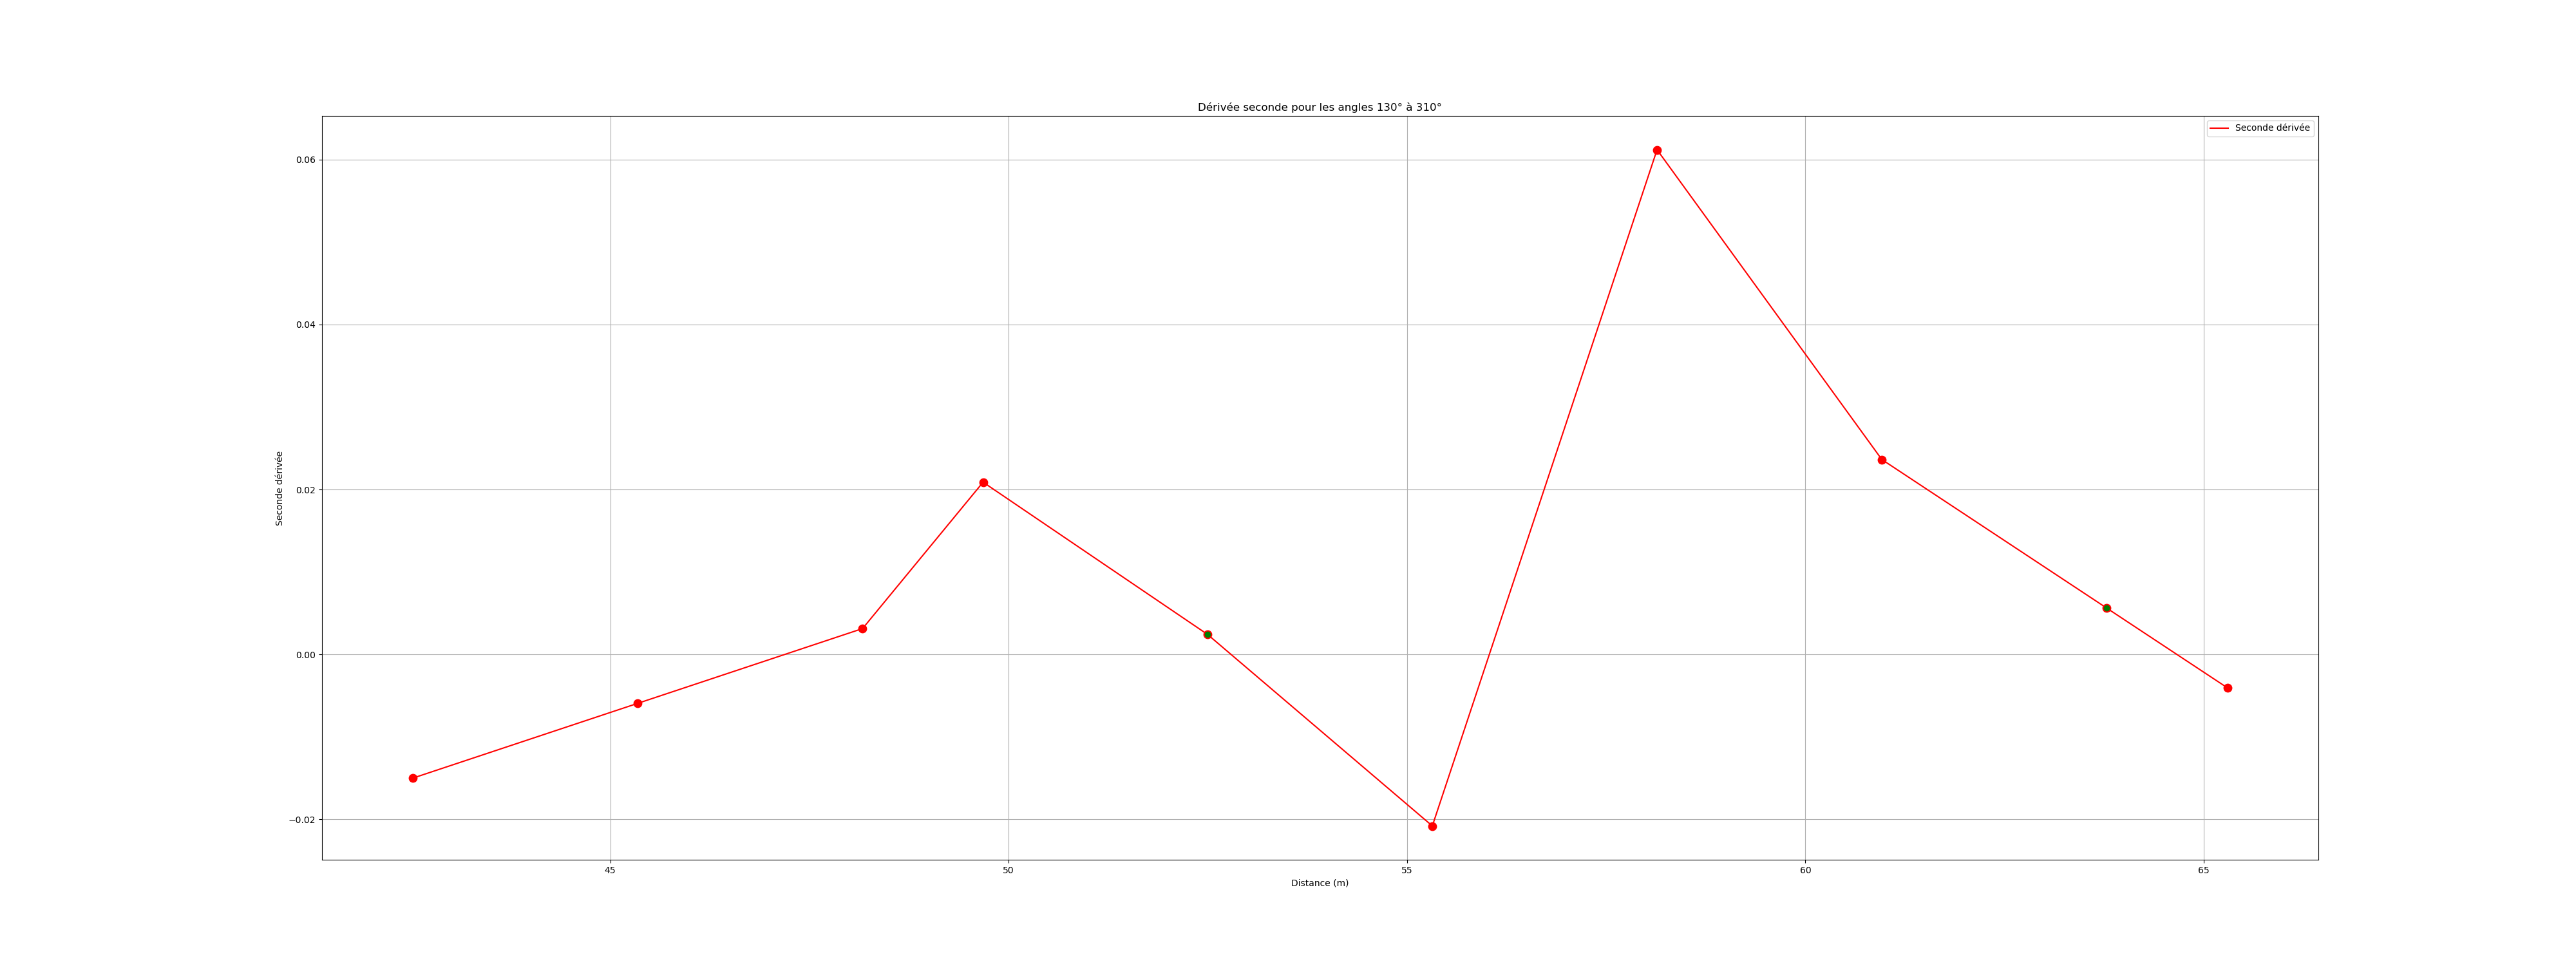 Dérivée seconde pour les angles 130° à 310°
Seconde dérivée
0.06
0.04
0.02
0.00
−0.02
Seconde dérivée
45 50 55 60 65
Distance (m)